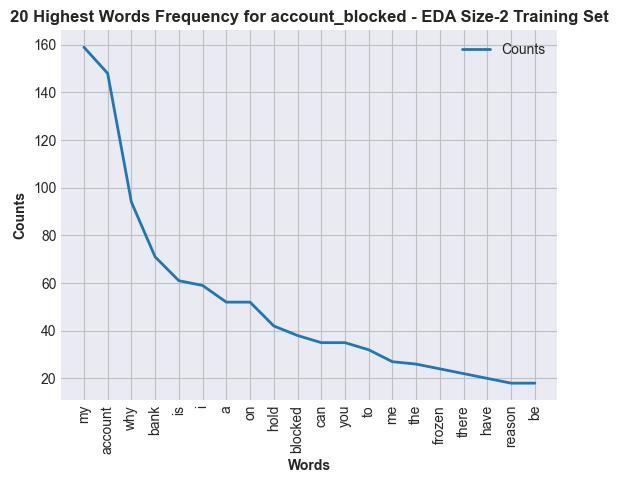 20 Highest Words Frequency for account_blocked - EDA Size-2 Training Set
Counts
160
140
120
100
80
60
40
20
Counts
my
account
why
bank
is
i
a
on
hold
blocked
can
you
to
me
the
frozen
there
have
reason
be
Words